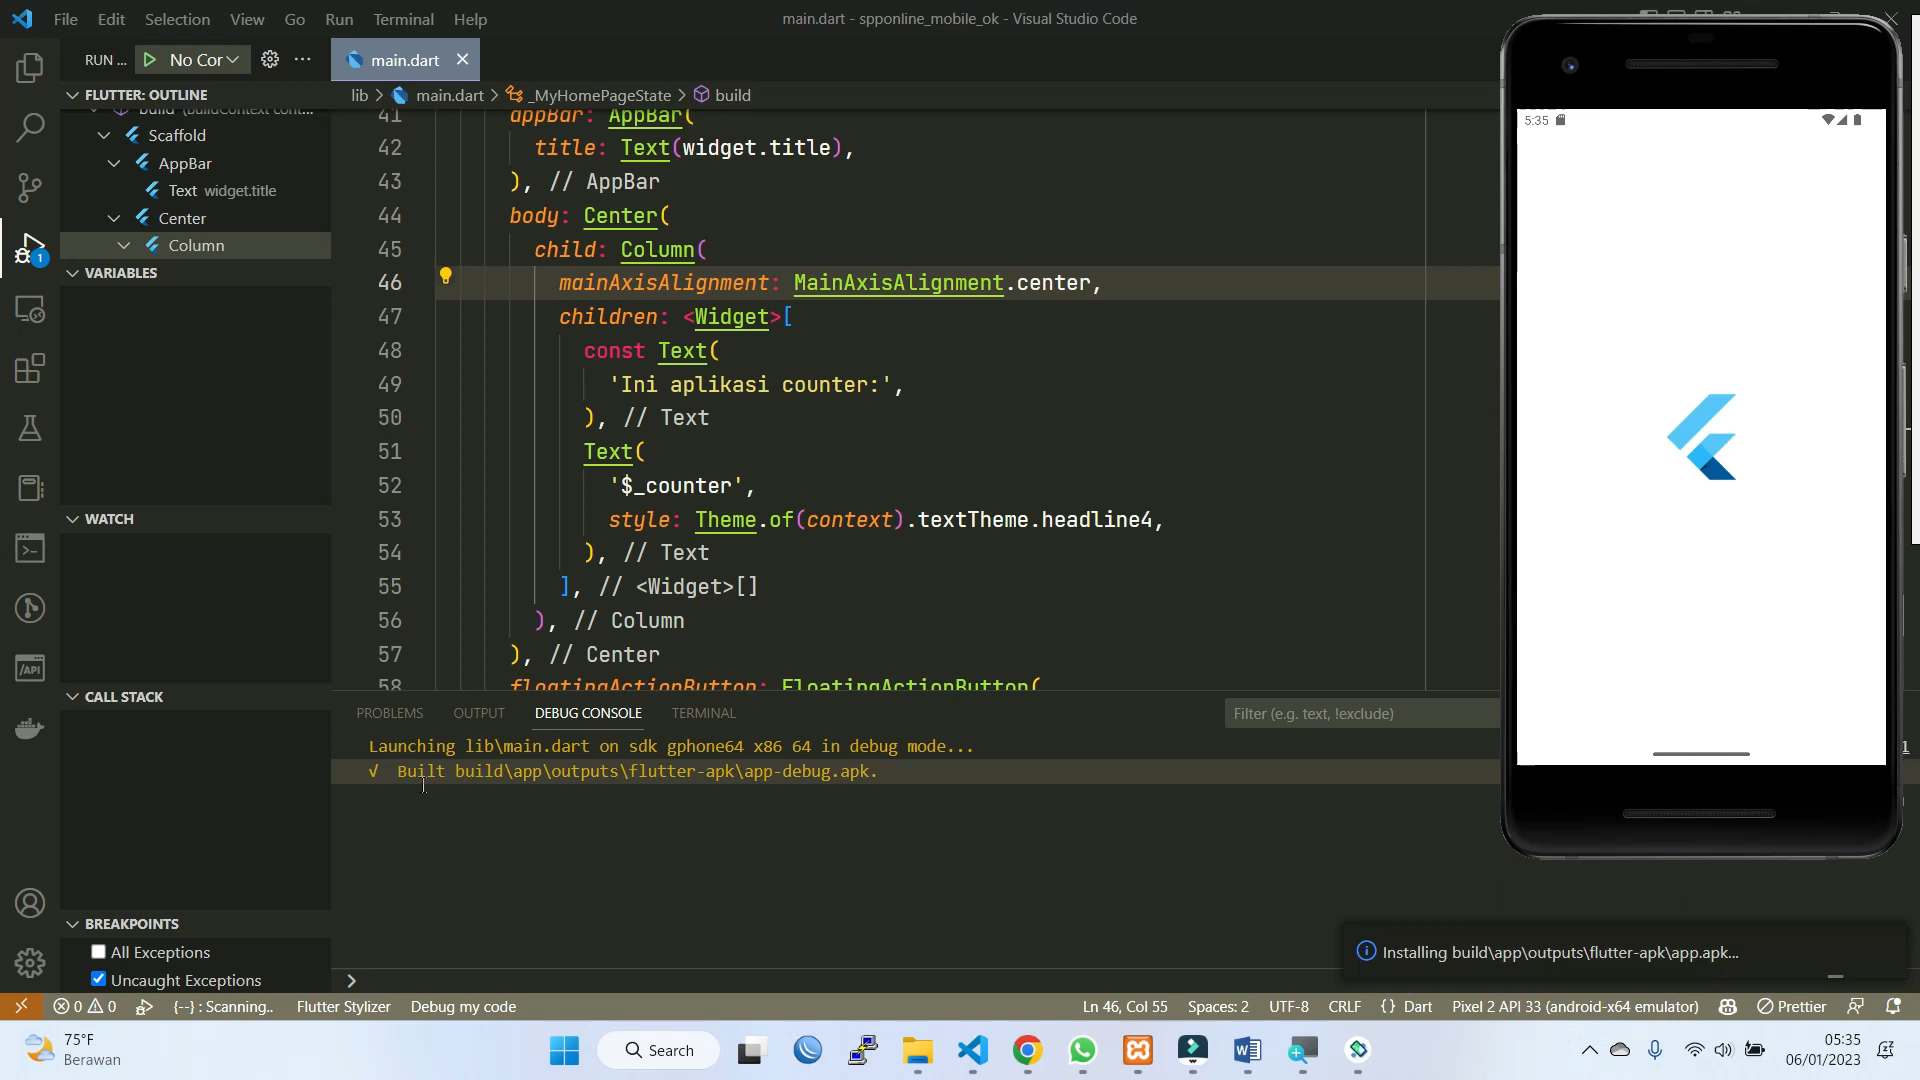 File Edit Selection View Go Run Terminal Help
main.dart - spponline_mobile_ok - Visual Studio Code
RUN ... No Cor
main.dart
FLUTTER: OUTLINE
build (buildContext cont...
Scaffold
AppBar
Text widget.title
Center
Column
VARIABLES
WATCH
CALL STACK
BREAKPOINTS
All Exceptions
Uncaught Exceptions
1
/API
lib > main.dart > _MyHomePageState > build
41 appBar: AppBar(
42 title: Text(widget.title),
43 ), // AppBar
44 body: Center(
45 child: Column(
46 mainAxisAlignment: MainAxisAlignment.center,
47 children: <Widget>[
48 const Text(
49 'Ini aplikasi counter:',
50 ), // Text
51 Text(
52 '$_counter',
53 style: Theme.of(context).textTheme.headline4,
54 ), // Text
55 ], // <Widget>[]
56 ), // Column
57 ), // Center
58 floatingActionButton: FloatingActionButton(
PROBLEMS OUTPUT DEBUG CONSOLE TERMINAL
Filter (e.g. text, !exclude)
Launching lib\main.dart on sdk gphone64 x86 64 in debug mode...
√ Built build\app\outputs\flutter-apk\app-debug.apk.
1
5:35
Installing build\app\outputs\flutter-apk\app.apk...
0 0 {--} : Scanning.. Flutter Stylizer Debug my code
Ln 46, Col 55 Spaces: 2 UTF-8 CRLF {} Dart Pixel 2 API 33 (android-x64 emulator) Prettier
75°F
Berawan
Search
05:35
06/01/2023